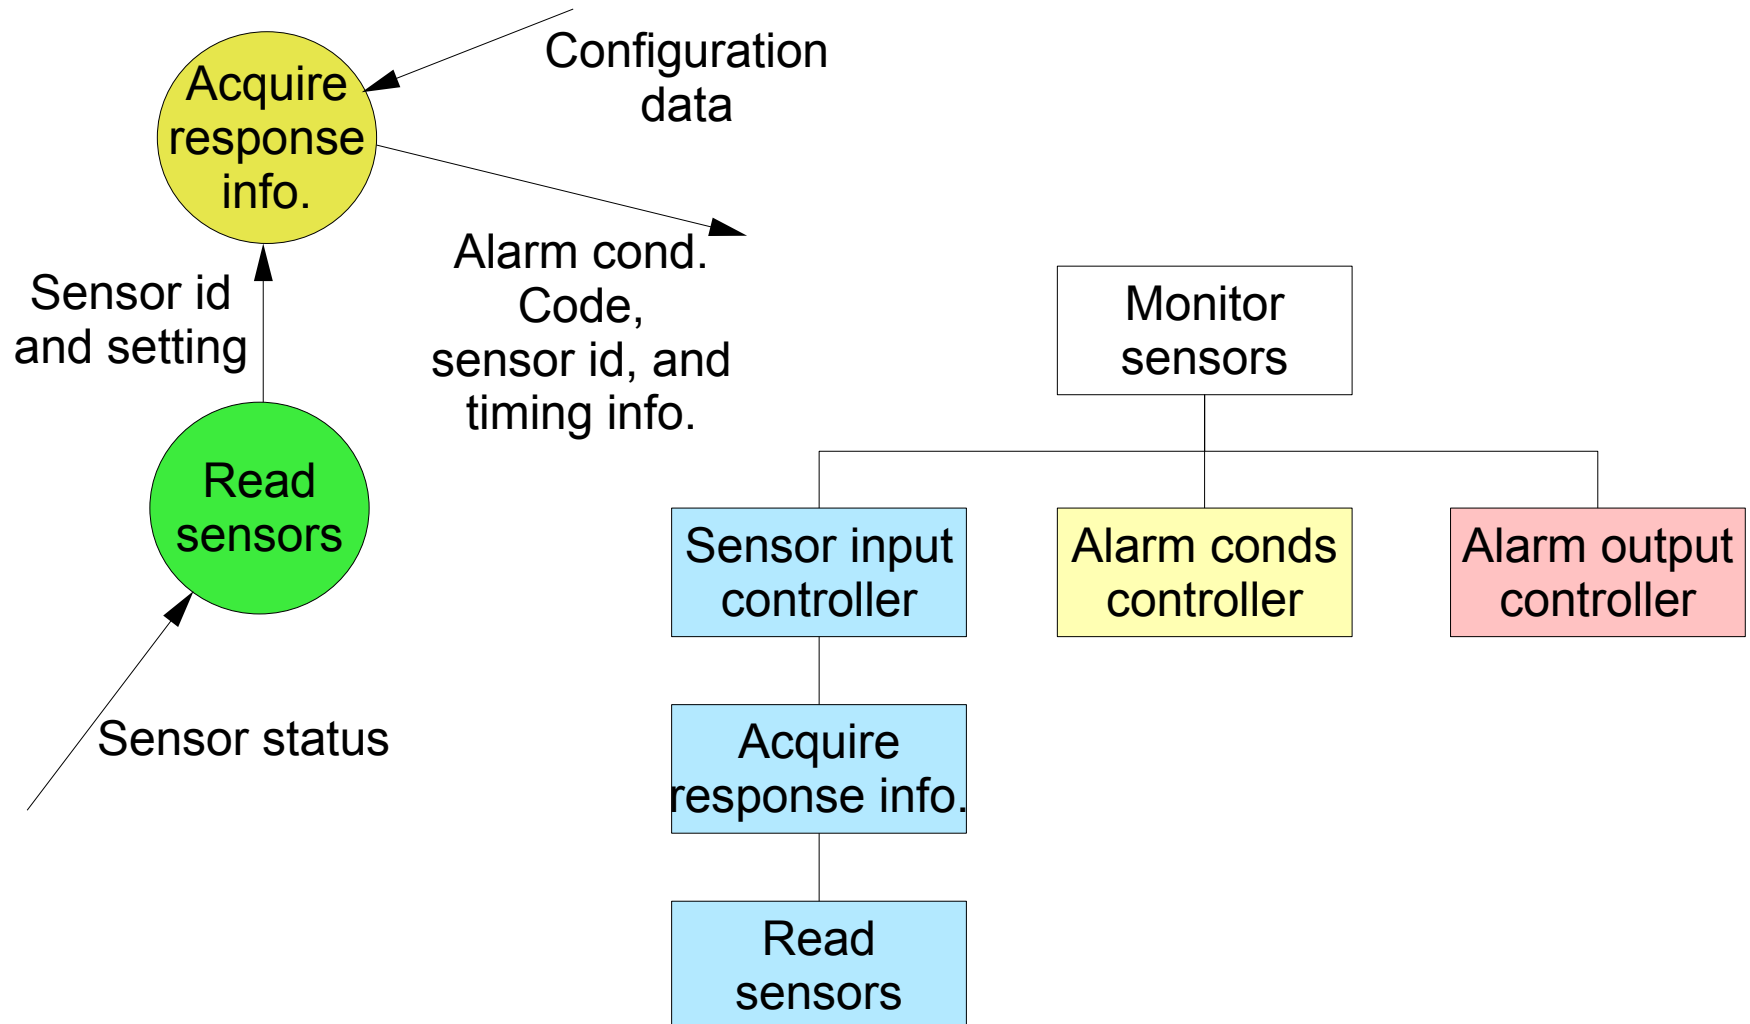 Acquire
response
info.
Configuration
data
Sensor id
and setting
Alarm cond.
Code,
sensor id, and
timing info.
Read
sensors
Sensor status
Monitor
sensors
Sensor input
controller
Alarm conds
controller
Alarm output
controller
Acquire
response info.
Read
sensors